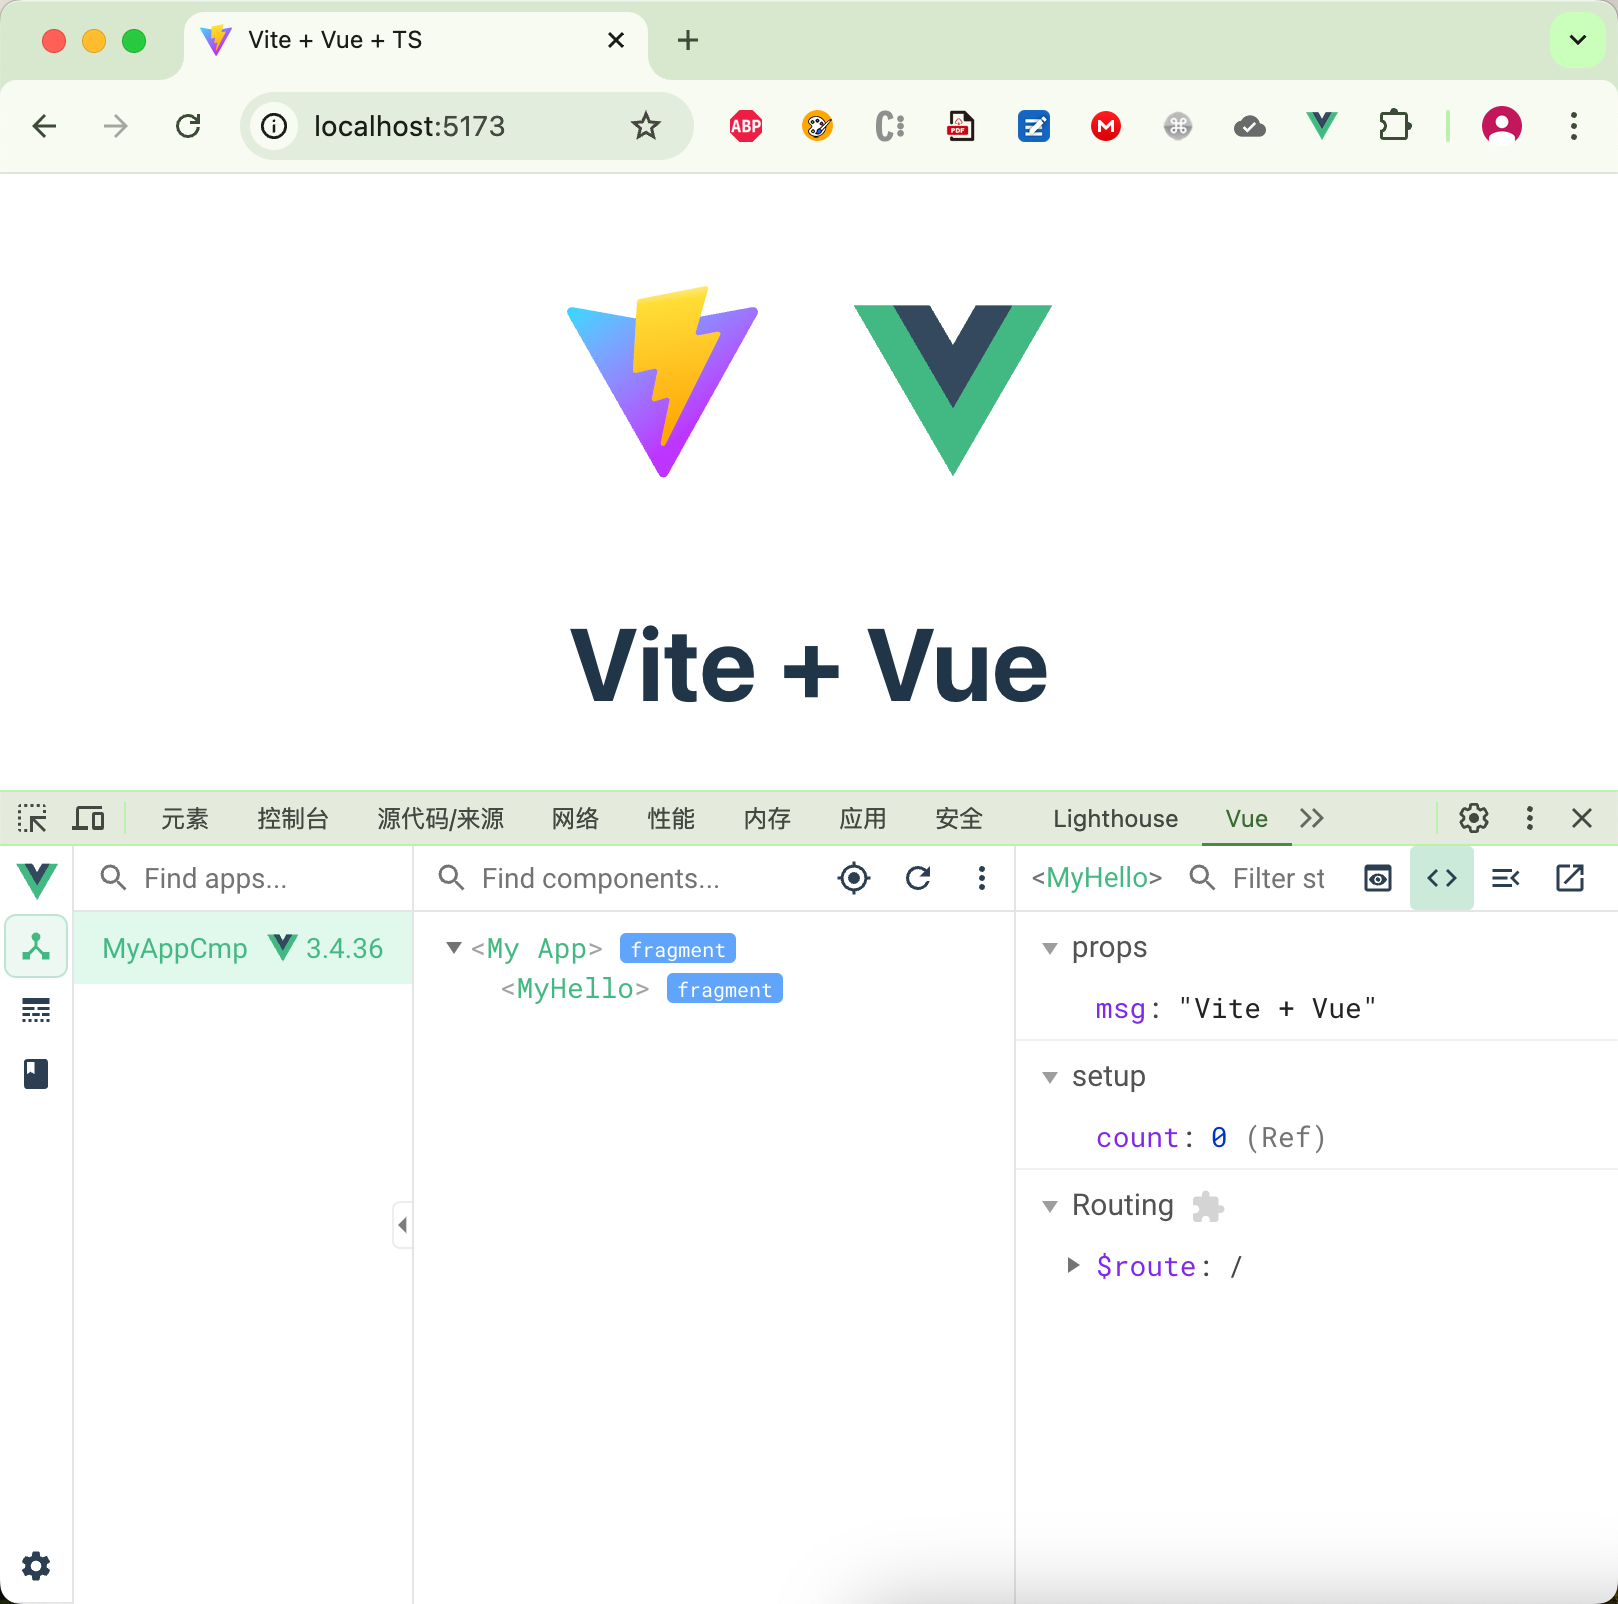 Vite + Vue + TS
localhost:5173
ABP
PDF
M
Vite + Vue
元素 控制台 源代码/来源 网络 性能 内存 应用 安全 Lighthouse Vue
Find apps... Find components... <MyHello> Filter st
MyAppCmp 3.4.36
<My App> fragment
<MyHello> fragment
props
msg: "Vite + Vue"
setup
count: 0 (Ref)
Routing
$route: /